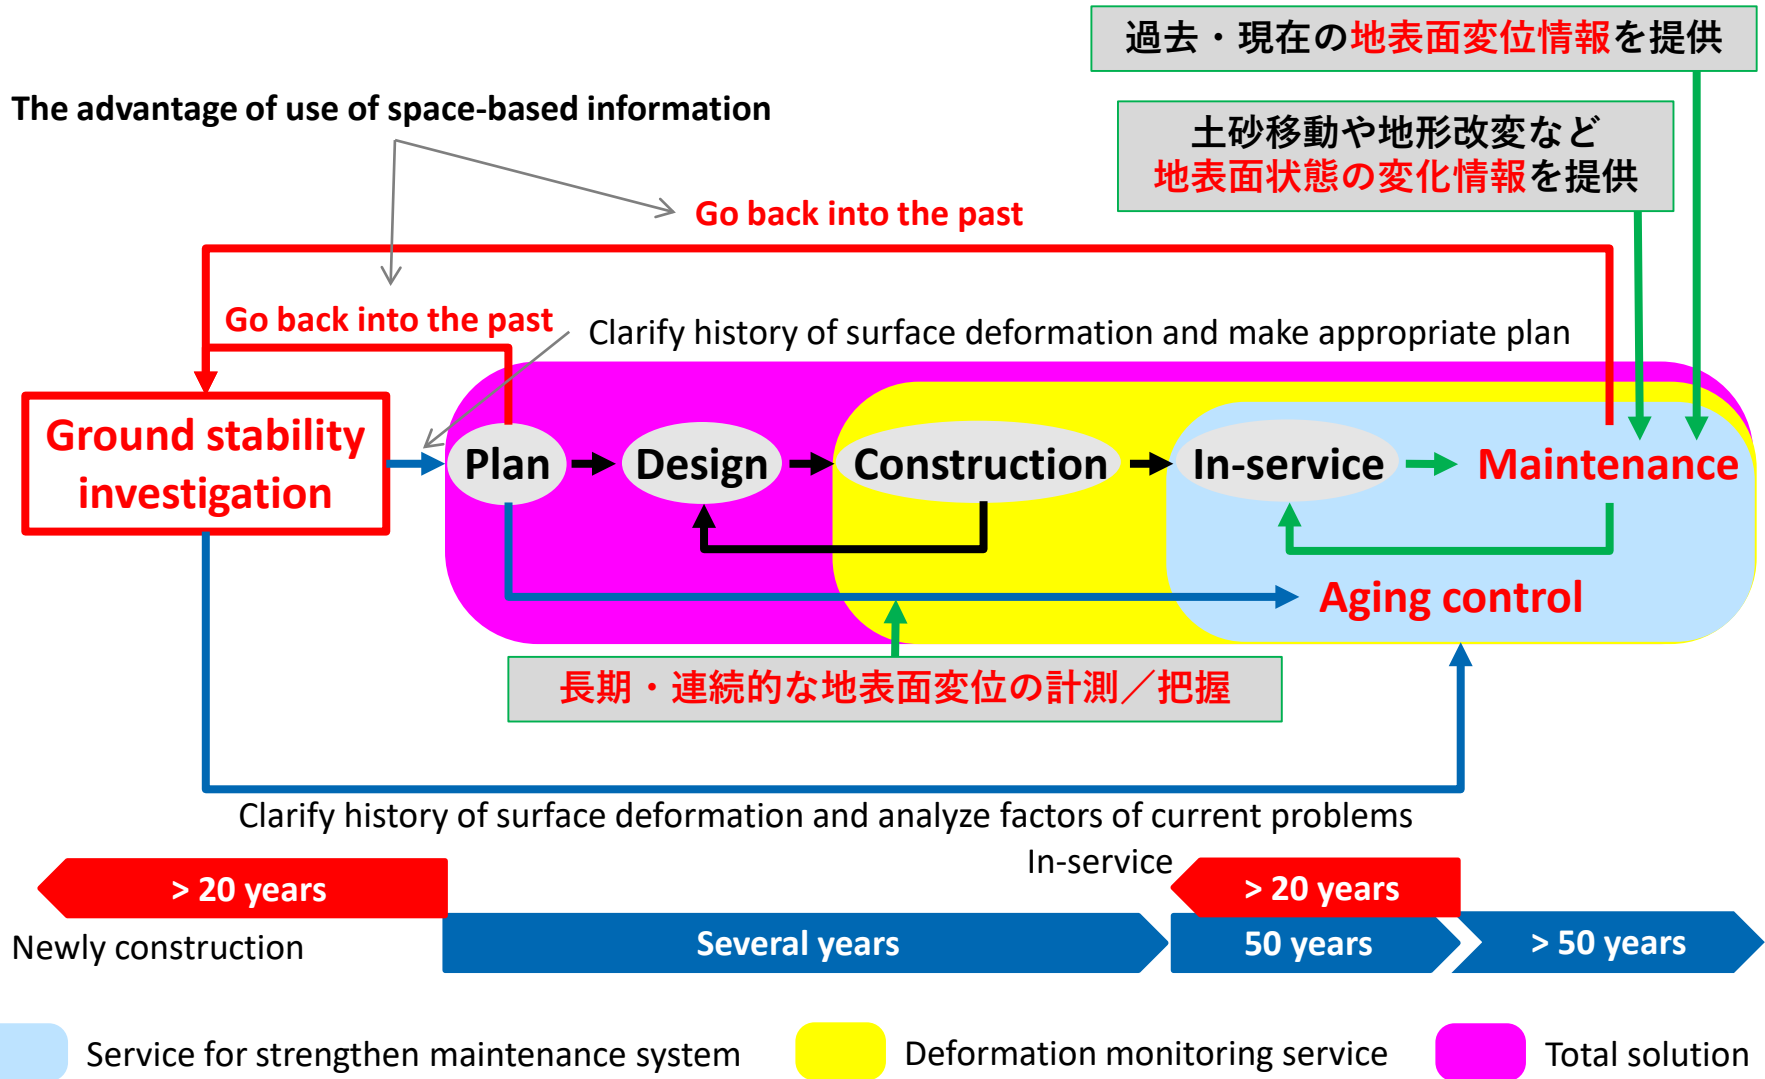 過去・現在の地表面変位情報を提供
The advantage of use of space-based information
土砂移動や地形改変など
地表面状態の変化情報を提供
Go back into the past
Go back into the past
Clarify history of surface deformation and make appropriate plan
Ground stability
investigation
Plan
Design
Construction
In-service
Maintenance
Aging control
長期・連続的な地表面変位の計測／把握
Clarify history of surface deformation and analyze factors of current problems
In-service
> 20 years
> 20 years
Newly construction
Several years
50 years
> 50 years
Service for strengthen maintenance system
Deformation monitoring service
Total solution